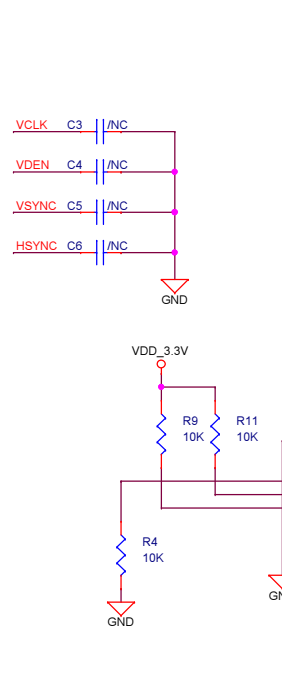 VCLK C3 /NC
VDEN C4 /NC
VSYNC C5 /NC
HSYNC C6 /NC
GND
VDD_3.3V
R9 R11
10K 10K
R4
10K
GND